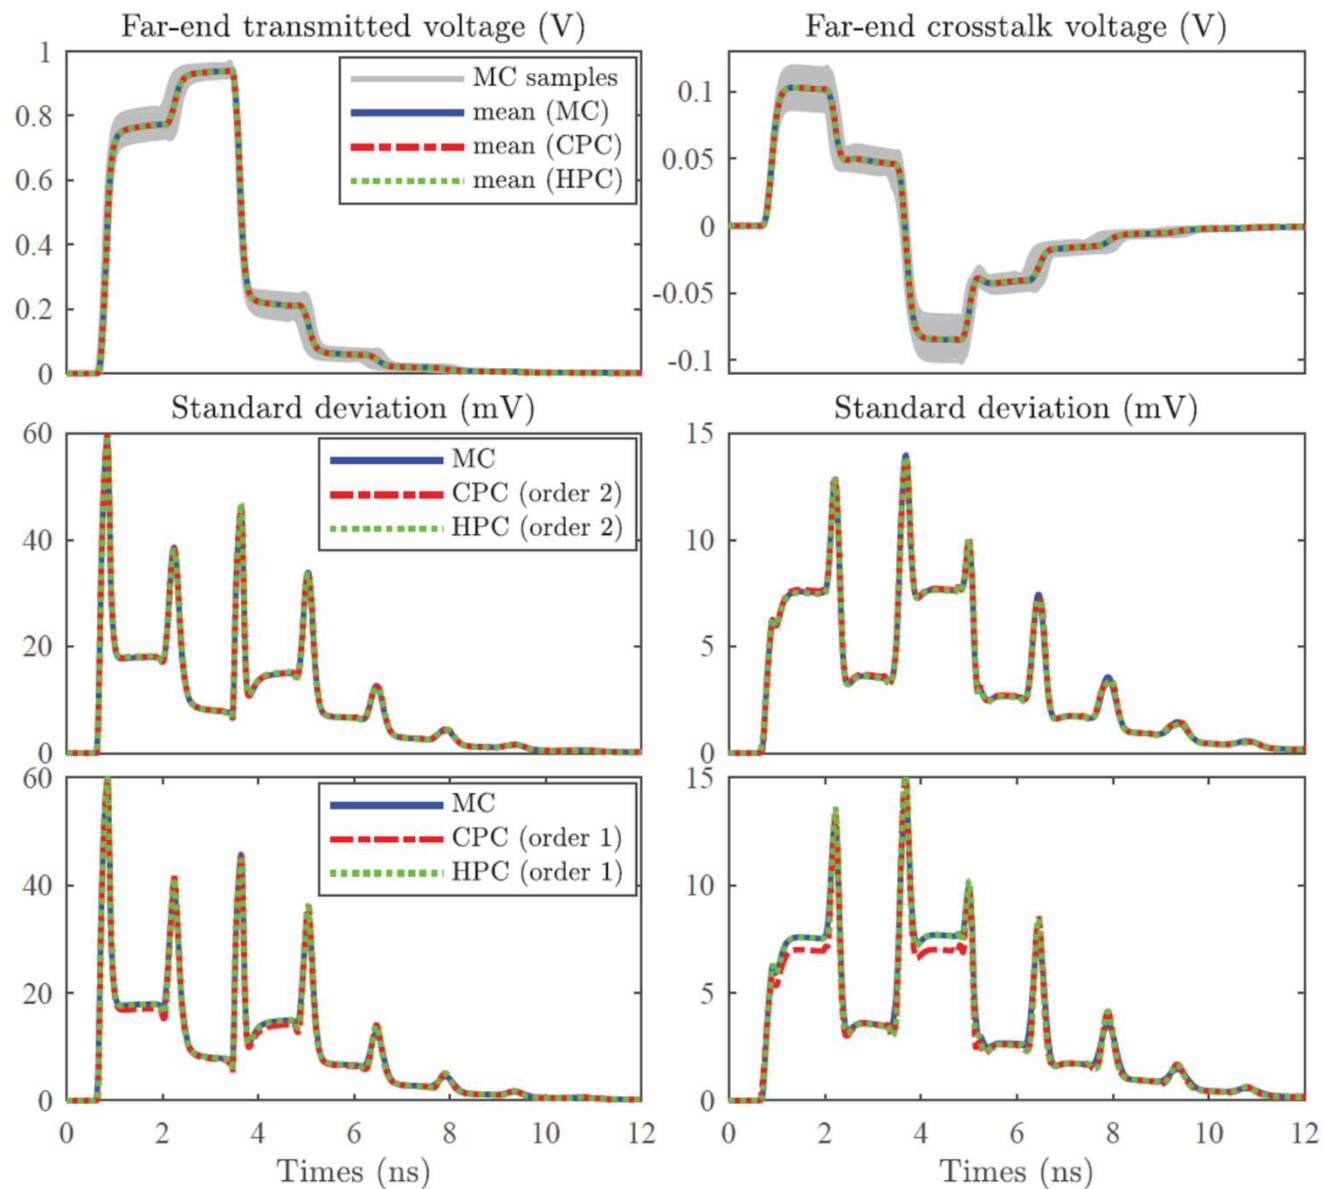 Far-end transmitted voltage (V)
Far-end crosstalk voltage (V)
1
0.8
0.6
0.4
0.2
0
MC samples
mean (MC)
mean (CPC)
mean (HPC)
0.1
0.05
0
-0.05
-0.1
Standard deviation (mV)
Standard deviation (mV)
60
40
20
0
MC
CPC (order 2)
HPC (order 2)
15
10
5
0
60
40
20
0
MC
CPC (order 1)
HPC (order 1)
15
10
5
0
0 2 4 6 8 10 12
0 2 4 6 8 10 12
Times (ns)
Times (ns)